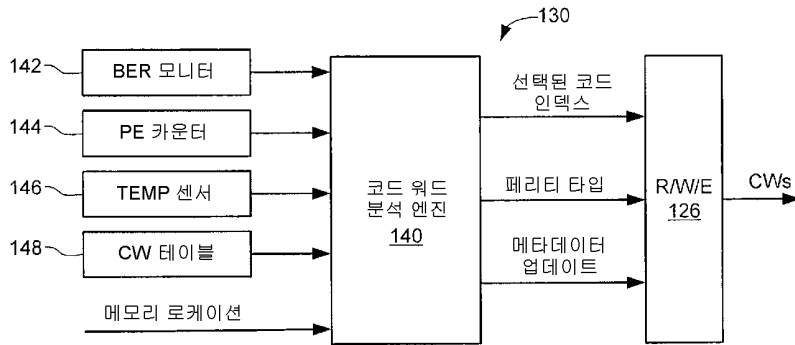 130
142
BER 모니터
144
PE 카운터
146
TEMP 센서
148
CW 테이블
메모리 로케이션
코드 워드
분석 엔진
140
선택된 코드
인덱스
페리티 타입
메타데이터
업데이트
R/W/E
126
CWs